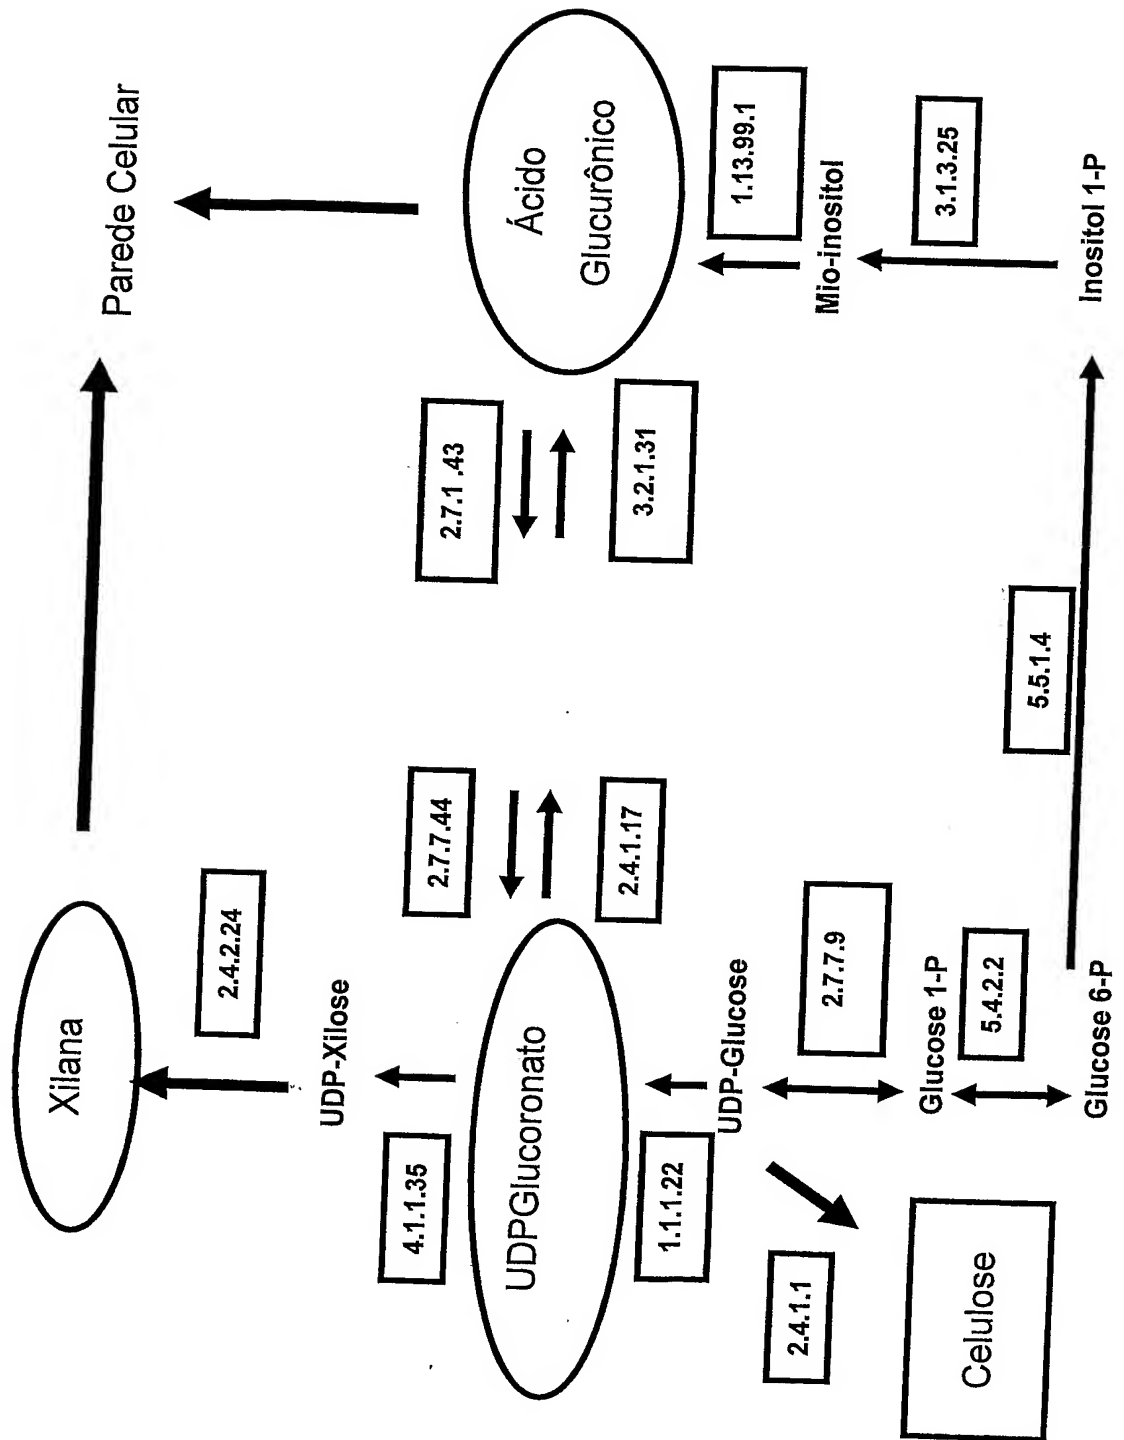 Xilana
Parede Celular
2.4.2.24
UDP-Xilose
4.1.1.35
2.7.7.44
2.7.1 .43
UDPGlucoronato
Ácido
Glucurônico
2.4.1.17
3.2.1.31
1.1.1.22
1.13.99.1
UDP-Glucose
Mio-inositol
2.4.1.1
2.7.7.9
3.1.3.25
Celulose
Glucose 1-P
5.4.2.2
5.5.1.4
Glucose 6-P
Inositol 1-P